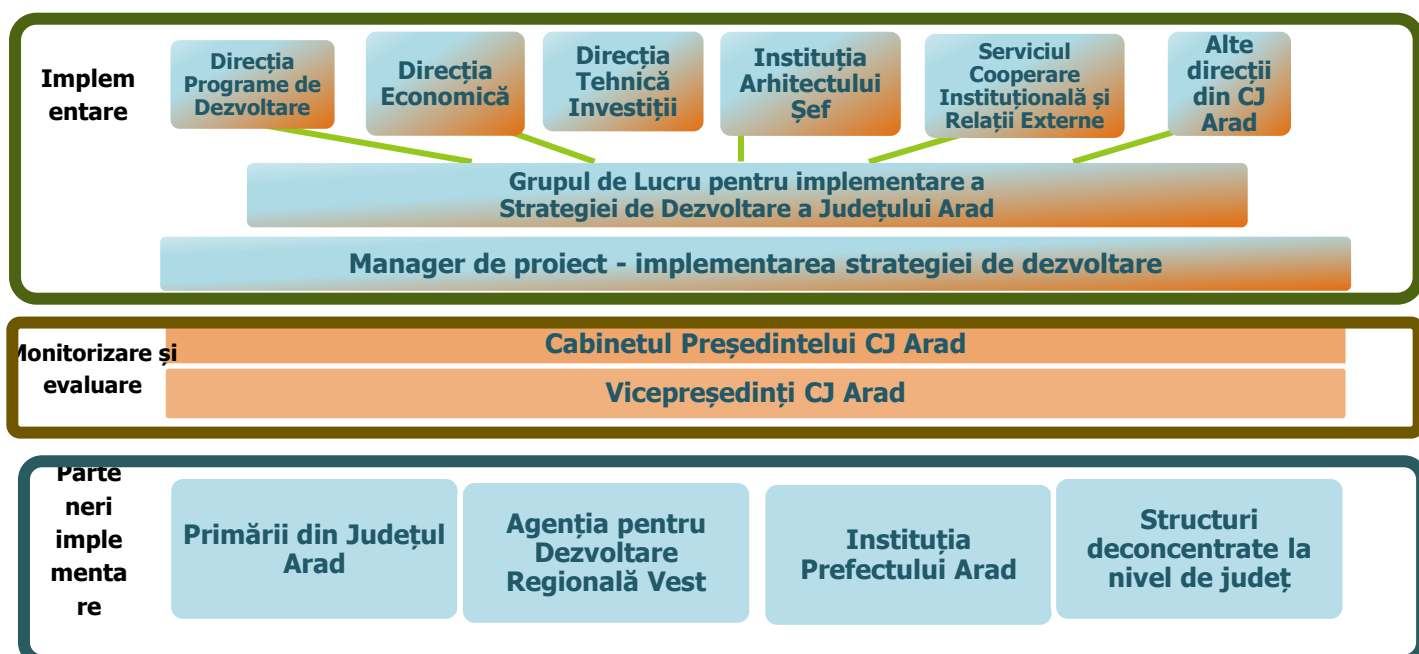 Implem
entare
Direcția
Programe de
Dezvoltare
Direcția
Economică
Direcția
Tehnică
Investiții
Instituția
Arhitectului
Șef
Serviciul
Cooperare
Instituțională și
Relații Externe
Alte
direcții
din CJ
Arad
Grupul de Lucru pentru implementare a
Strategiei de Dezvoltare a Județului Arad
Manager de proiect - implementarea strategiei de dezvoltare
Monitorizare și
evaluare
Cabinetul Președintelui CJ Arad
Vicepreședinți CJ Arad
Parte
neri
imple
menta
re
Primării din Județul
Arad
Agenția pentru
Dezvoltare
Regională Vest
Instituția
Prefectului Arad
Structuri
deconcentrate la
nivel de județ